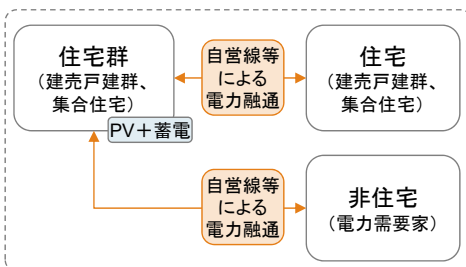 住宅群
(建売戸建群、
集合住宅)
PV+蓄電
自営線等
による
電力融通
住宅
(建売戸建群、
集合住宅)
自営線等
による
電力融通
非住宅
(電力需要家)